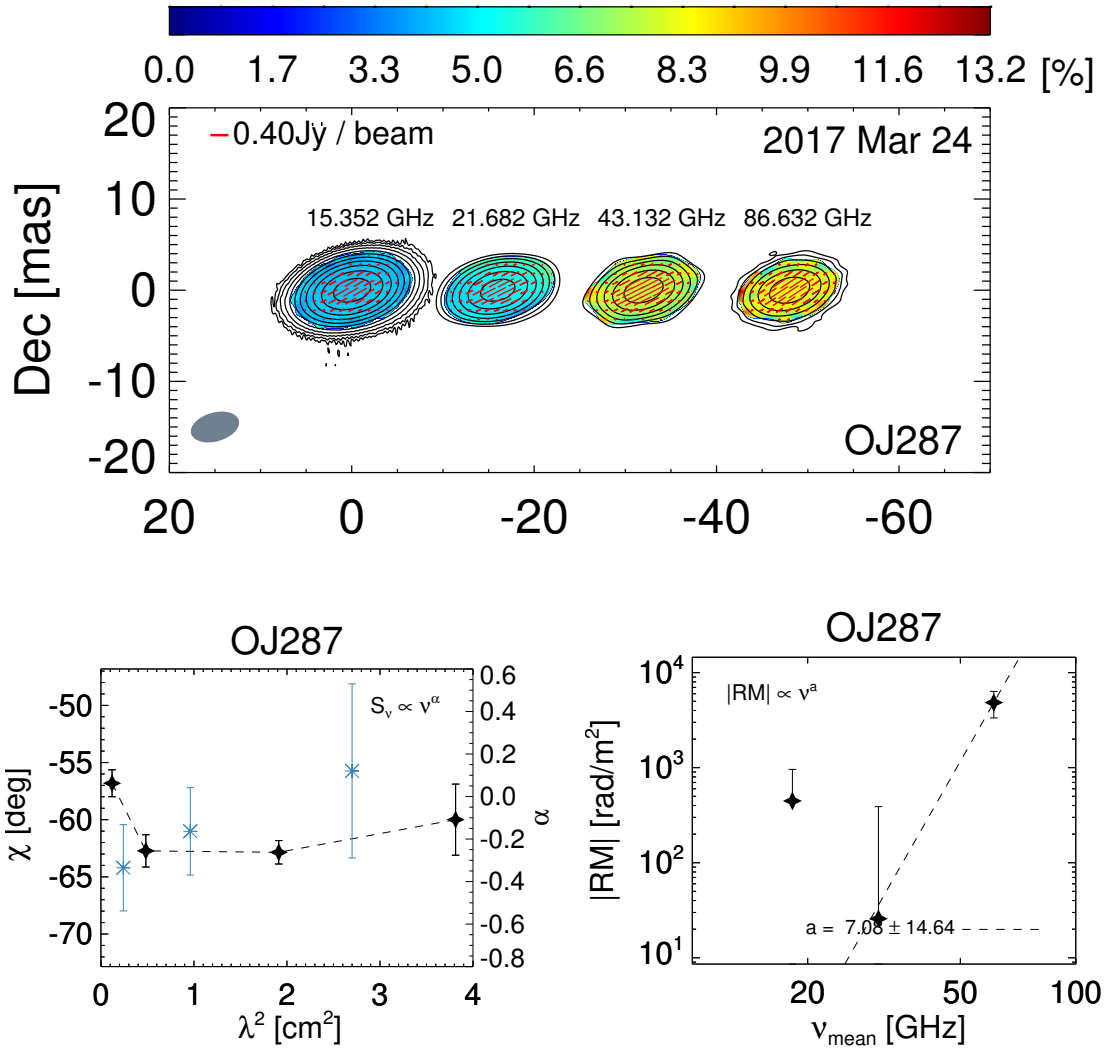 0.0 1.7 3.3 5.0 6.6 8.3 9.9 11.6 13.2 [%]
0.40Jy / beam 2017 Mar 24
15.352 GHz 21.682 GHz 43.132 GHz 86.632 GHz
OJ287
Dec [mas]
20
10
0
-10
-20
20 0 -20 -40 -60
OJ287
S_ν ∝ ν^α
χ [deg]
-50
-55
-60
-65
-70
0.6
0.4
0.2
0.0
-0.2
-0.4
-0.6
-0.8
α
0 1 2 3 4
λ² [cm²]
OJ287
|RM| ∝ ν^a
|RM| [rad/m²]
10⁴
10³
10²
10¹
a = 7.08 ± 14.64
20 60 100
ν_mean [GHz]